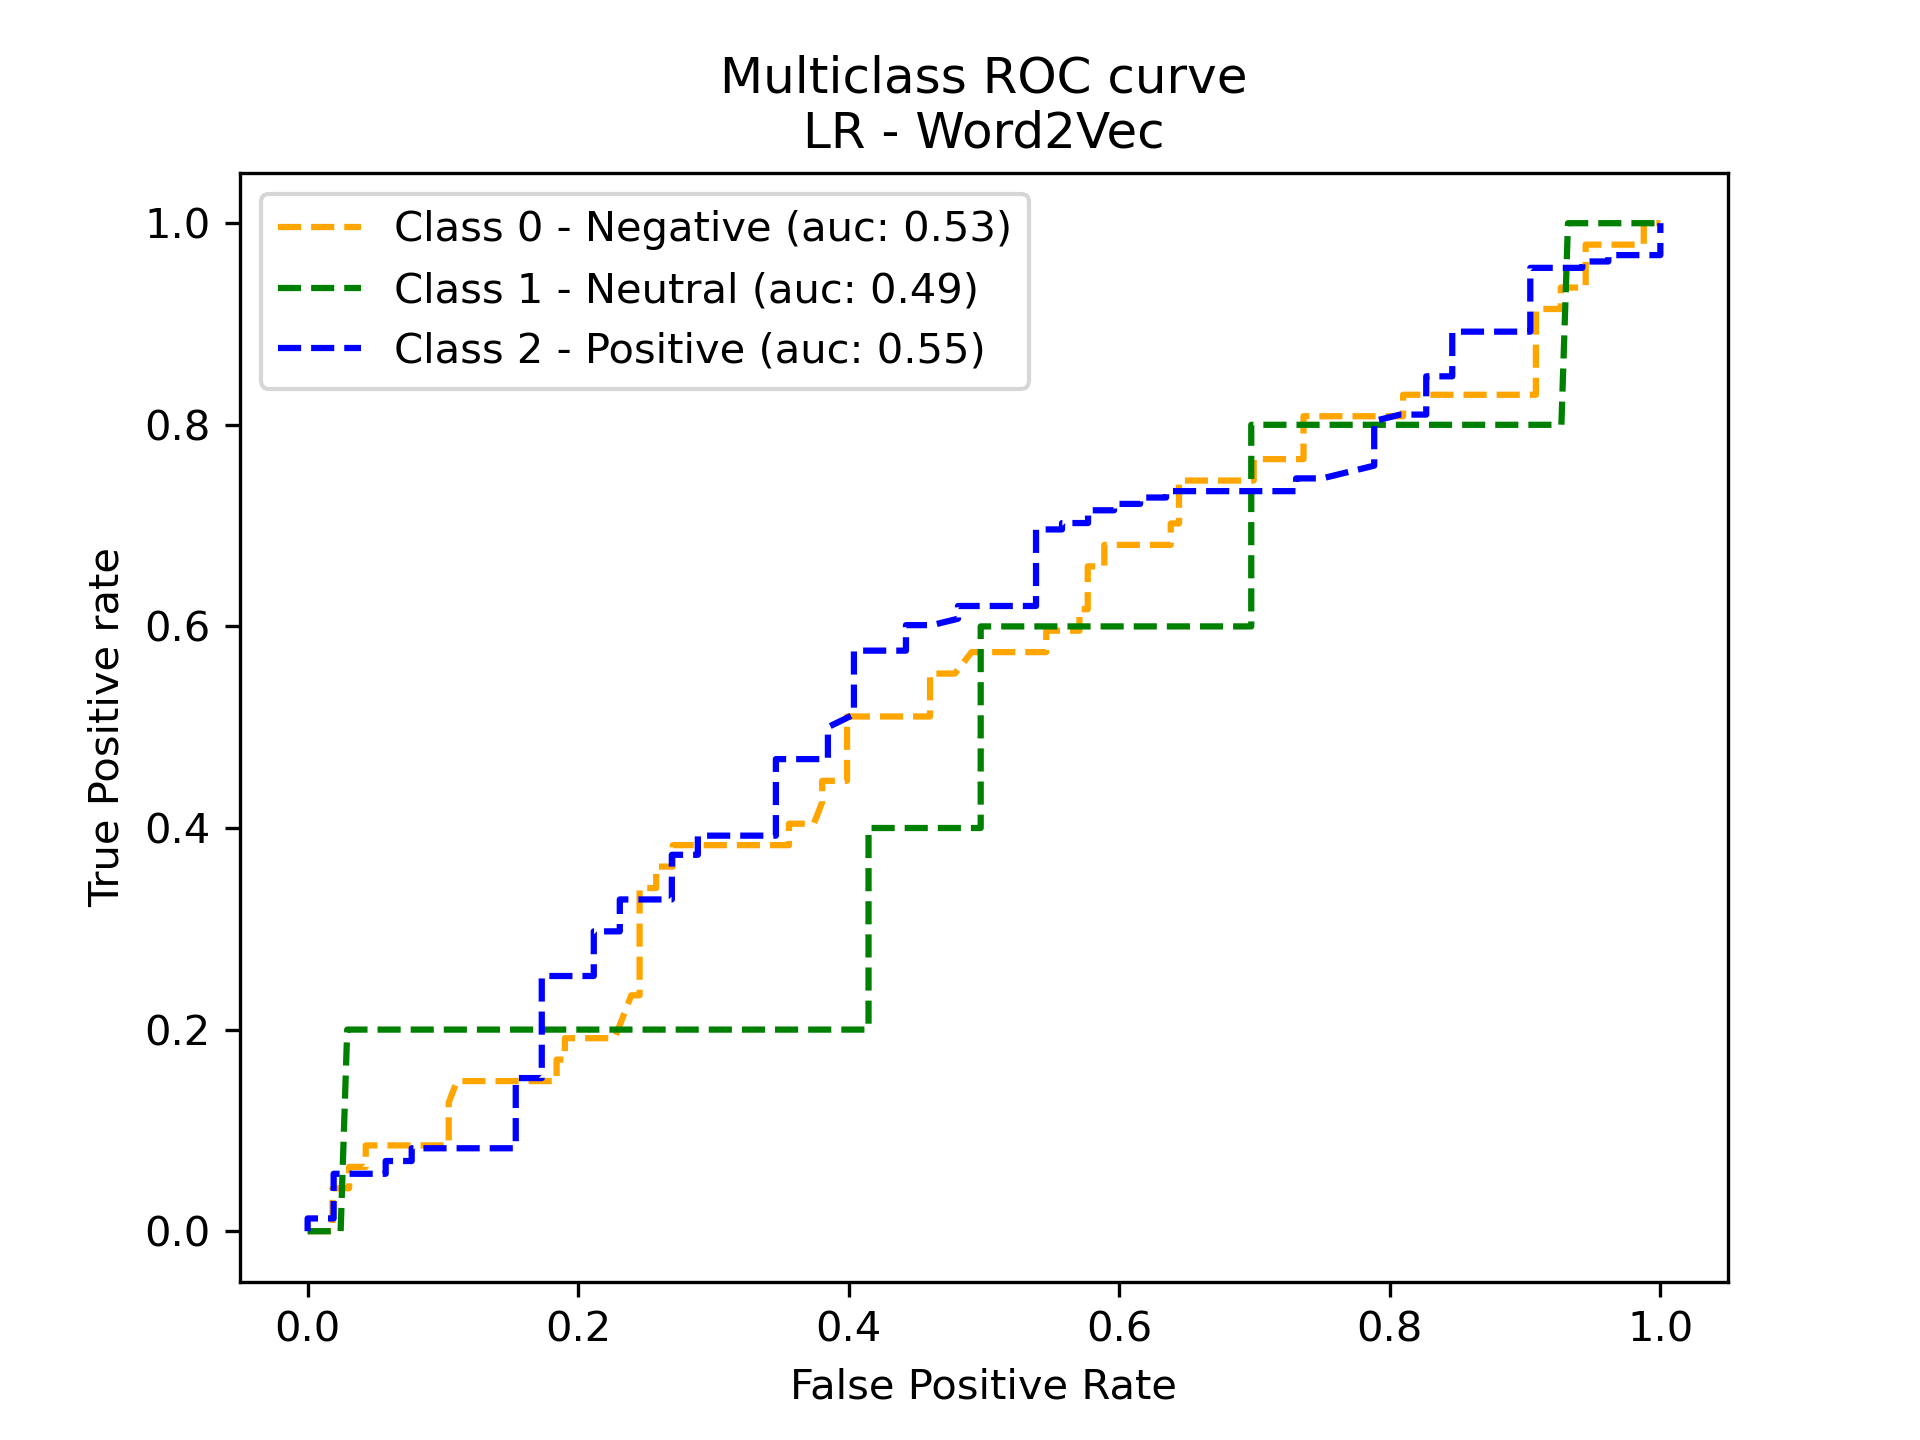 Multiclass ROC curve
LR - Word2Vec
Class 0 - Negative (auc: 0.53)
Class 1 - Neutral (auc: 0.49)
Class 2 - Positive (auc: 0.55)
True Positive rate
1.0
0.8
0.6
0.4
0.2
0.0
0.0 0.2 0.4 0.6 0.8 1.0
False Positive Rate